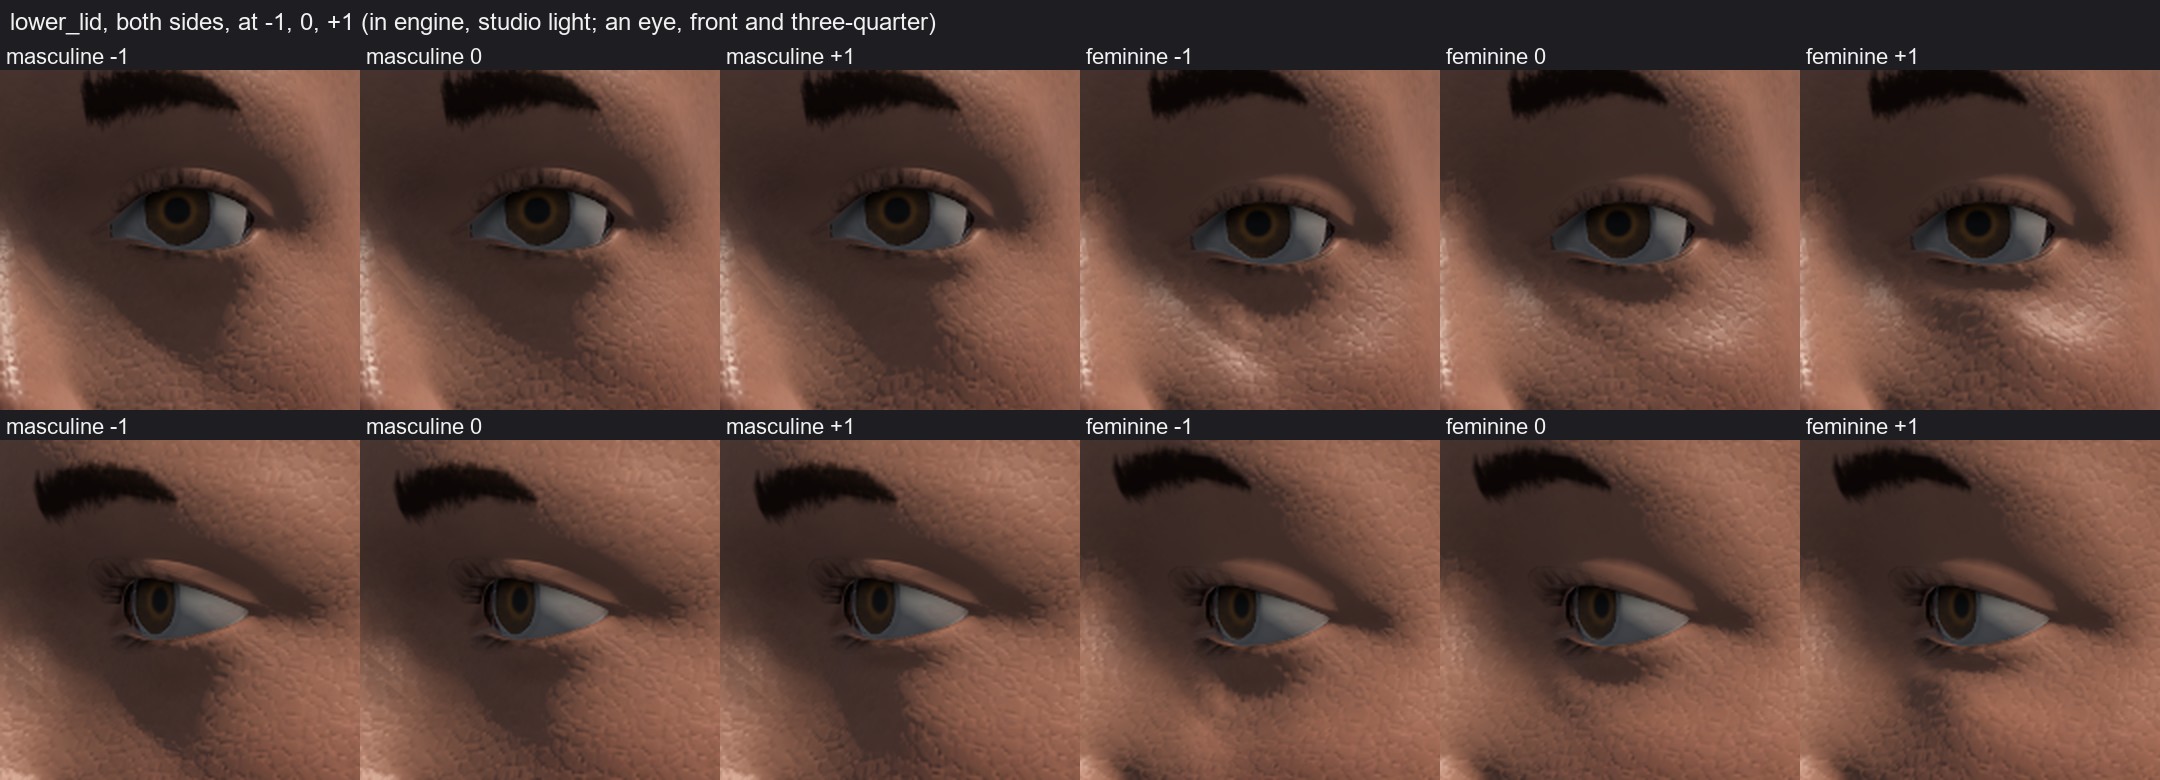 lower_lid, both sides, at -1, 0, +1 (in engine, studio light; an eye, front and three-quarter)
masculine -1 masculine 0 masculine +1 feminine -1 feminine 0 feminine +1
masculine -1 masculine 0 masculine +1 feminine -1 feminine 0 feminine +1